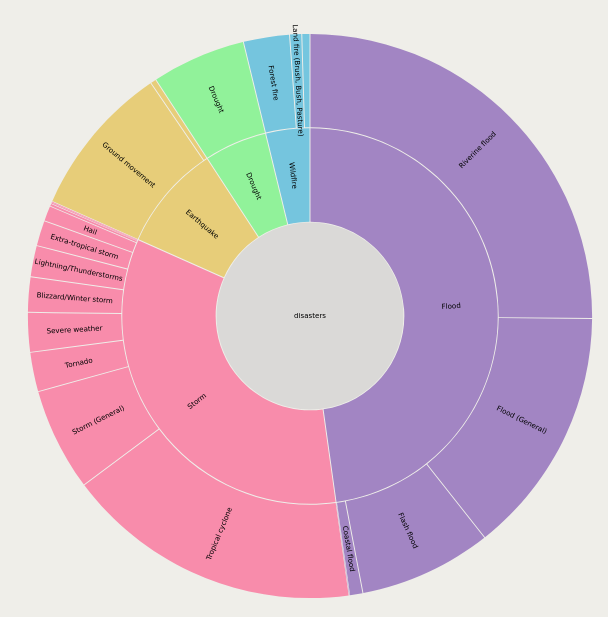 Land fire (Brush, Bush, Pasture)
Forest fire
Drought
Riverine flood
Ground movement
Wildfire
Drought
Earthquake
Hail
Extra-tropical storm
Lightning/Thunderstorms
Blizzard/Winter storm
Severe weather
Tornado
Storm (General)
disasters
Flood
Storm
Flood (General)
Tropical cyclone
Coastal flood
Flash flood